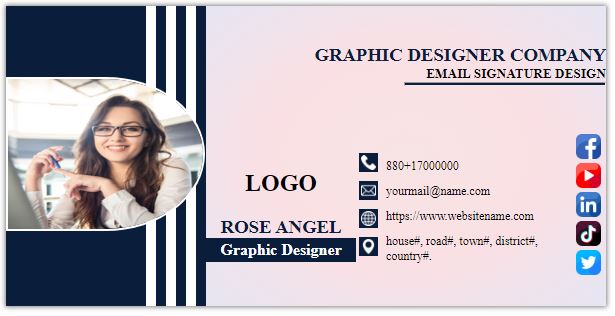 GRAPHIC DESIGNER COMPANY
EMAIL SIGNATURE DESIGN
LOGO
ROSE ANGEL
Graphic Designer
880+17000000
yourmail@name.com
https://www.websitename.com
house#, road#, town#, district#,
country#.